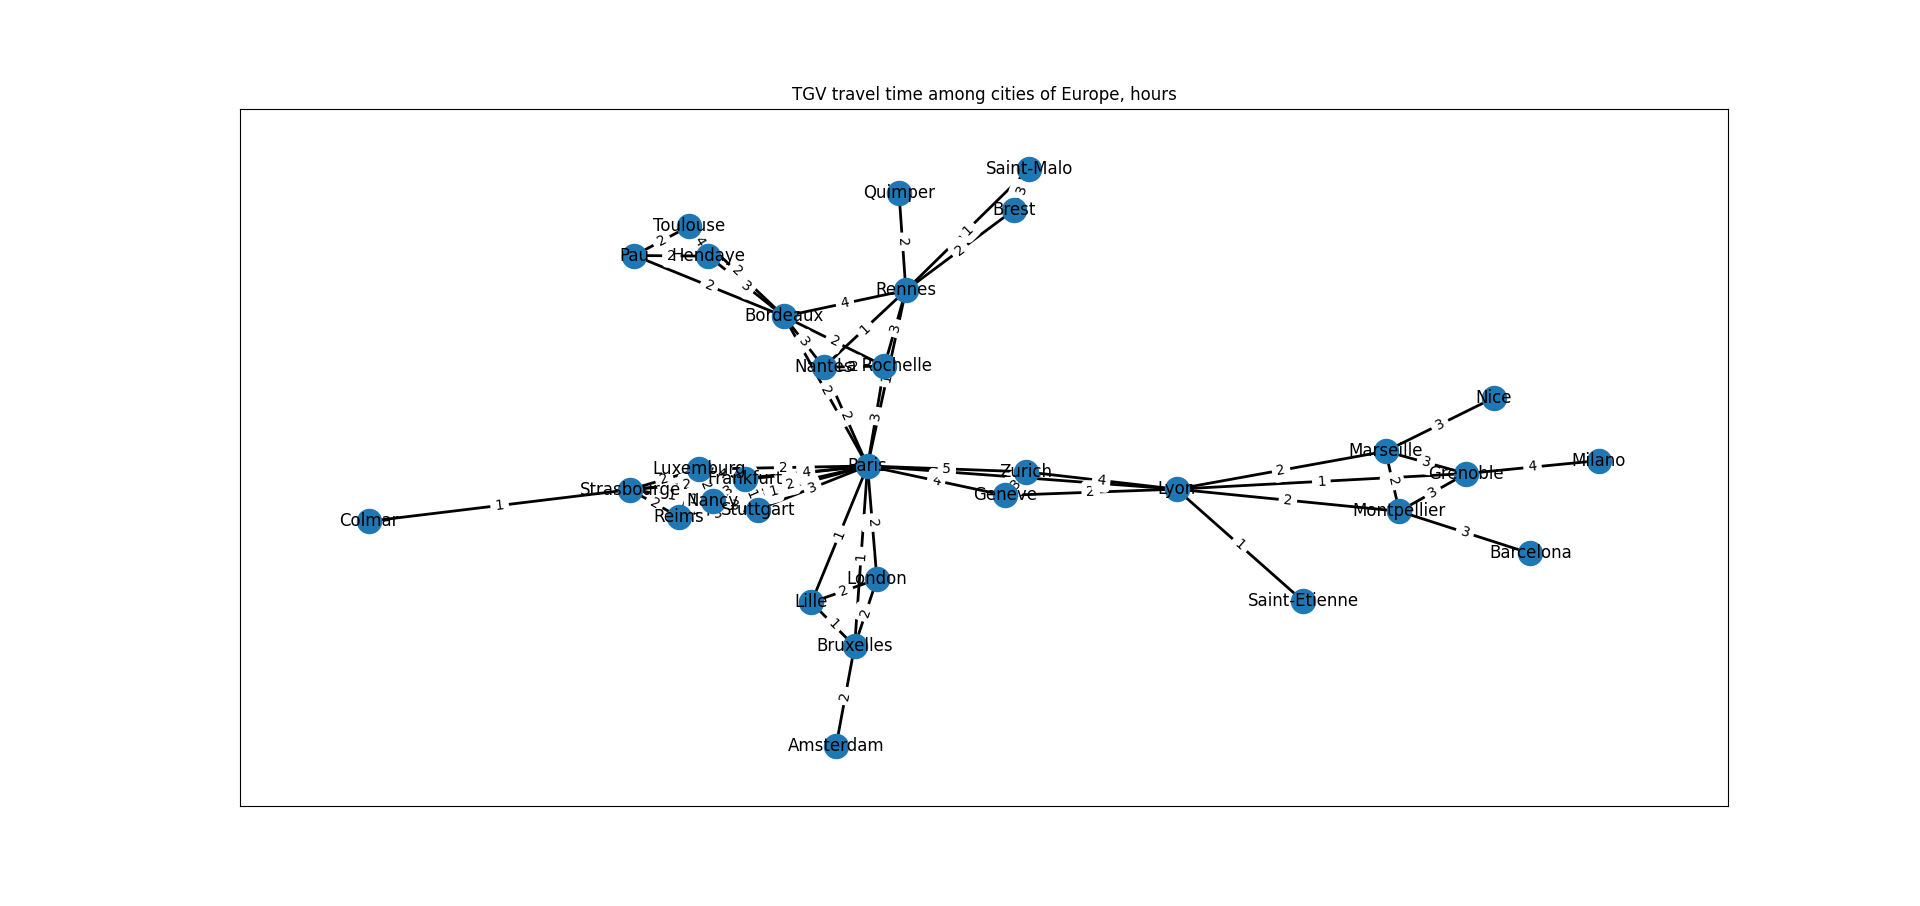 TGV travel time among cities of Europe, hours
Saint-Malo
3
Quimper
Brest
Toulouse
1
2
4
2
2
Pau
2
Hendaye
2
3
2
Rennes
4
Bordeaux
3
1
3
2
Nantes
La Rochelle
2
2
2
3
Nice
3
Marseille
Paris
Luxemburg
2
4
5
Zurich
2
3
Grenoble
4
Milano
Frankfurt
2
1
2
3
4
3
4
1
2
Strasbourge
Geneve
2
Lyon
3
Nancy
Reims
Stuttgart
2
Montpellier
Colmar
1
2
3
Barcelona
1
1
1
London
2
Lille
Saint-Etienne
1
2
Bruxelles
2
Amsterdam